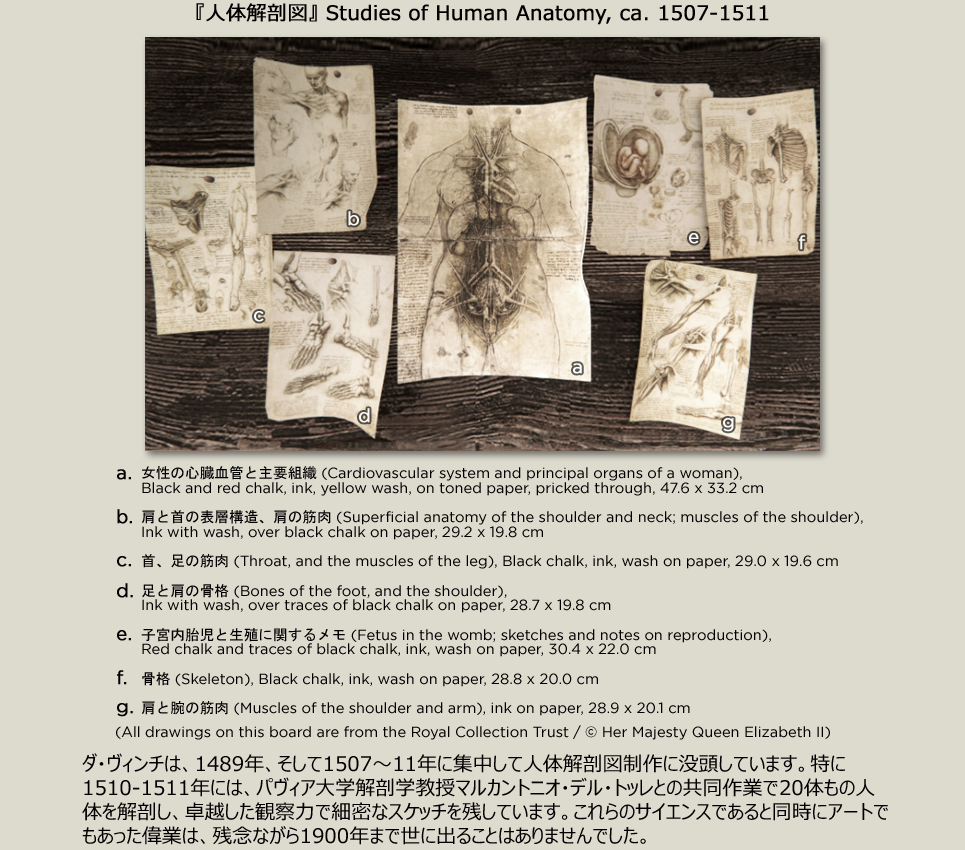 『人体解剖図』 Studies of Human Anatomy, ca. 1507-1511
b
e
f
c
a
d
g
a. 女性の心臓血管と主要組織 (Cardiovascular system and principal organs of a woman),
Black and red chalk, ink, yellow wash, on toned paper, pricked through, 47.6 x 33.2 cm
b. 肩と首の表層構造、肩の筋肉 (Superficial anatomy of the shoulder and neck; muscles of the shoulder),
Ink with wash, over black chalk on paper, 29.2 x 19.8 cm
c. 首、足の筋肉 (Throat, and the muscles of the leg), Black chalk, ink, wash on paper, 29.0 x 19.6 cm
d. 足と肩の骨格 (Bones of the foot, and the shoulder),
Ink with wash, over traces of black chalk on paper, 28.7 x 19.8 cm
e. 子宮内胎児と生殖に関するメモ (Fetus in the womb; sketches and notes on reproduction),
Red chalk and traces of black chalk, ink, wash on paper, 30.4 x 22.0 cm
f. 骨格 (Skeleton), Black chalk, ink, wash on paper, 28.8 x 20.0 cm
g. 肩と腕の筋肉 (Muscles of the shoulder and arm), ink on paper, 28.9 x 20.1 cm
(All drawings on this board are from the Royal Collection Trust / © Her Majesty Queen Elizabeth II)
ダ・ヴィンチは、1489年、そして1507～11年に集中して人体解剖図制作に没頭しています。特に
1510-1511年には、パヴィア大学解剖学教授マルカントニオ・デル・トッレとの共同作業で20体もの人
体を解剖し、卓越した観察力で細密なスケッチを残しています。これらのサイエンスであると同時にアートで
もあった偉業は、残念ながら1900年まで世に出ることはありませんでした。